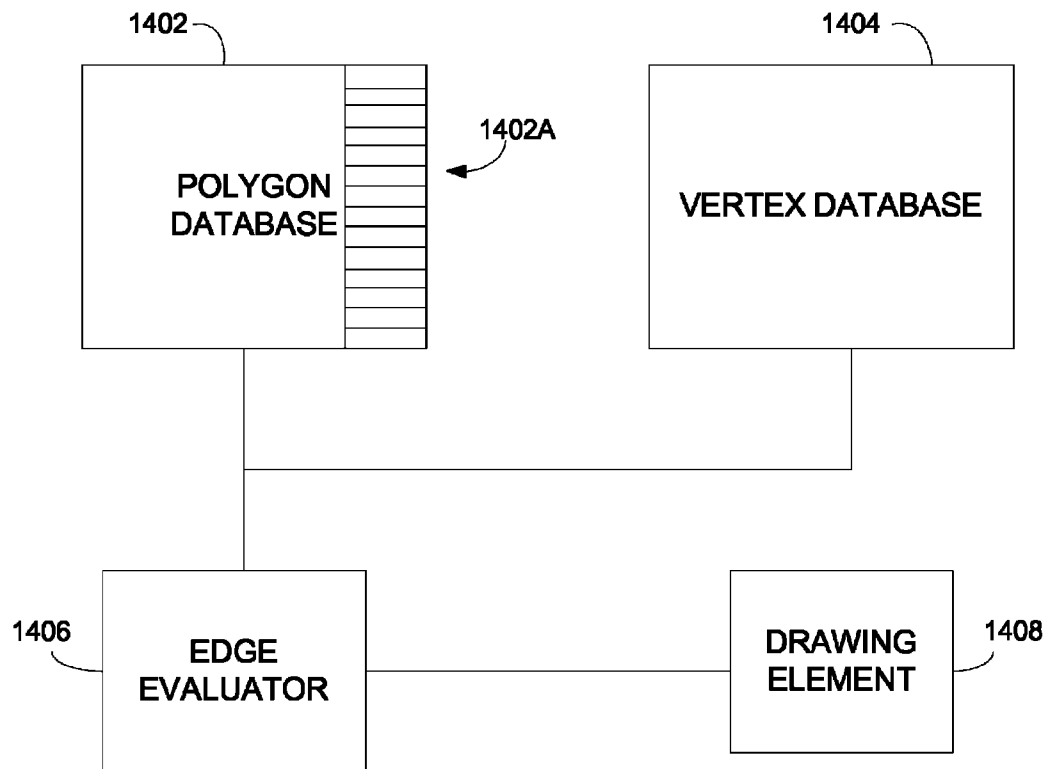 1402
1404
1402A
POLYGON
DATABASE
VERTEX DATABASE
1406
EDGE
EVALUATOR
DRAWING
ELEMENT
1408